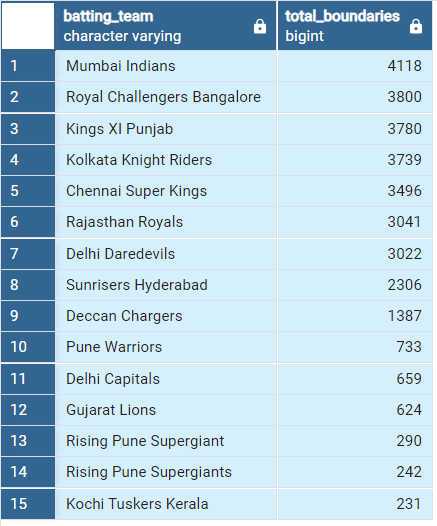 batting_team total_boundaries
character varying bigint
1 Mumbai Indians 4118
2 Royal Challengers Bangalore 3800
3 Kings XI Punjab 3780
4 Kolkata Knight Riders 3739
5 Chennai Super Kings 3496
6 Rajasthan Royals 3041
7 Delhi Daredevils 3022
8 Sunrisers Hyderabad 2306
9 Deccan Chargers 1387
10 Pune Warriors 733
11 Delhi Capitals 659
12 Gujarat Lions 624
13 Rising Pune Supergiant 290
14 Rising Pune Supergiants 242
15 Kochi Tuskers Kerala 231